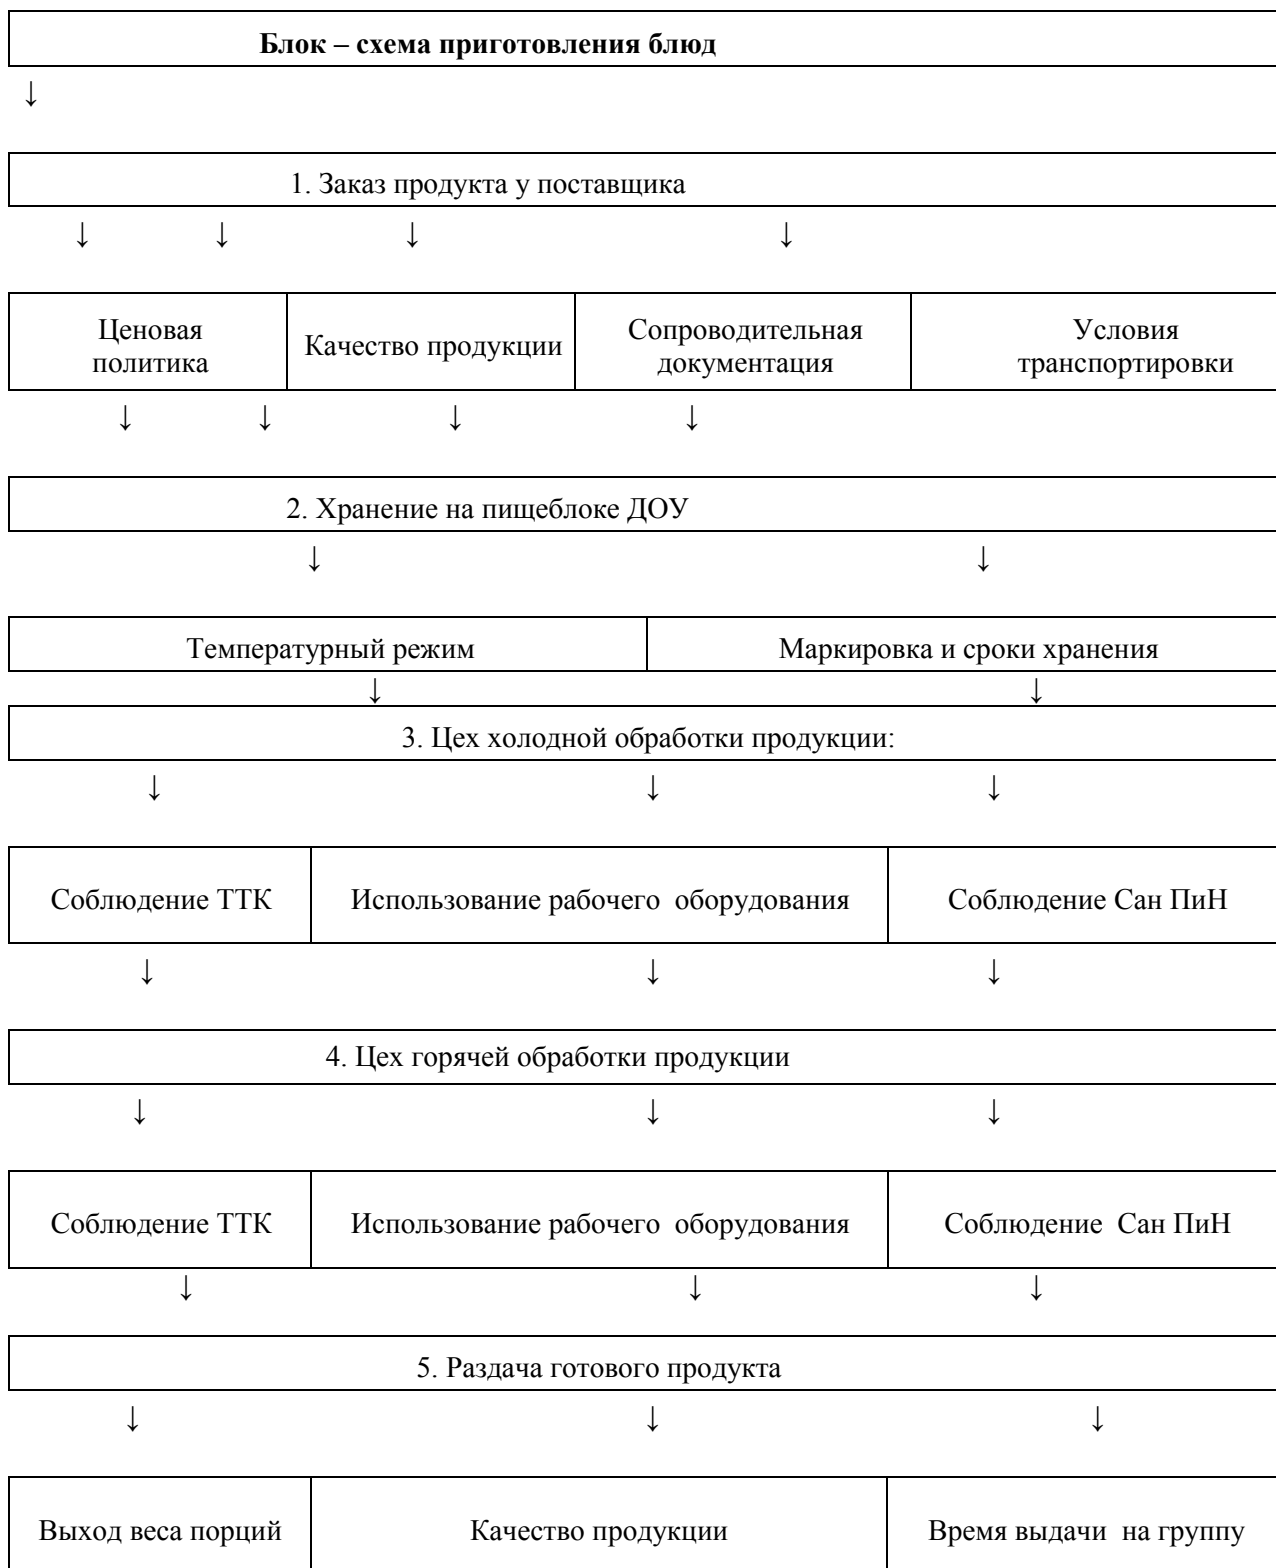 Блок – схема приготовления блюд
↓
1. Заказ продукта у поставщика
↓ ↓ ↓ ↓
Ценовая
политика
Качество продукции
Сопроводительная
документация
Условия
транспортировки
↓ ↓ ↓ ↓
2. Хранение на пищеблоке ДОУ
↓ ↓
Температурный режим
Маркировка и сроки хранения
↓ ↓
3. Цех холодной обработки продукции:
↓ ↓ ↓
Соблюдение ТТК
Использование рабочего  оборудования
Соблюдение Сан ПиН
↓ ↓ ↓
4. Цех горячей обработки продукции
↓ ↓ ↓
Соблюдение ТТК
Использование рабочего  оборудования
Соблюдение  Сан ПиН
↓ ↓ ↓
5. Раздача готового продукта
↓ ↓ ↓
Выход веса порций
Качество продукции
Время выдачи  на группу